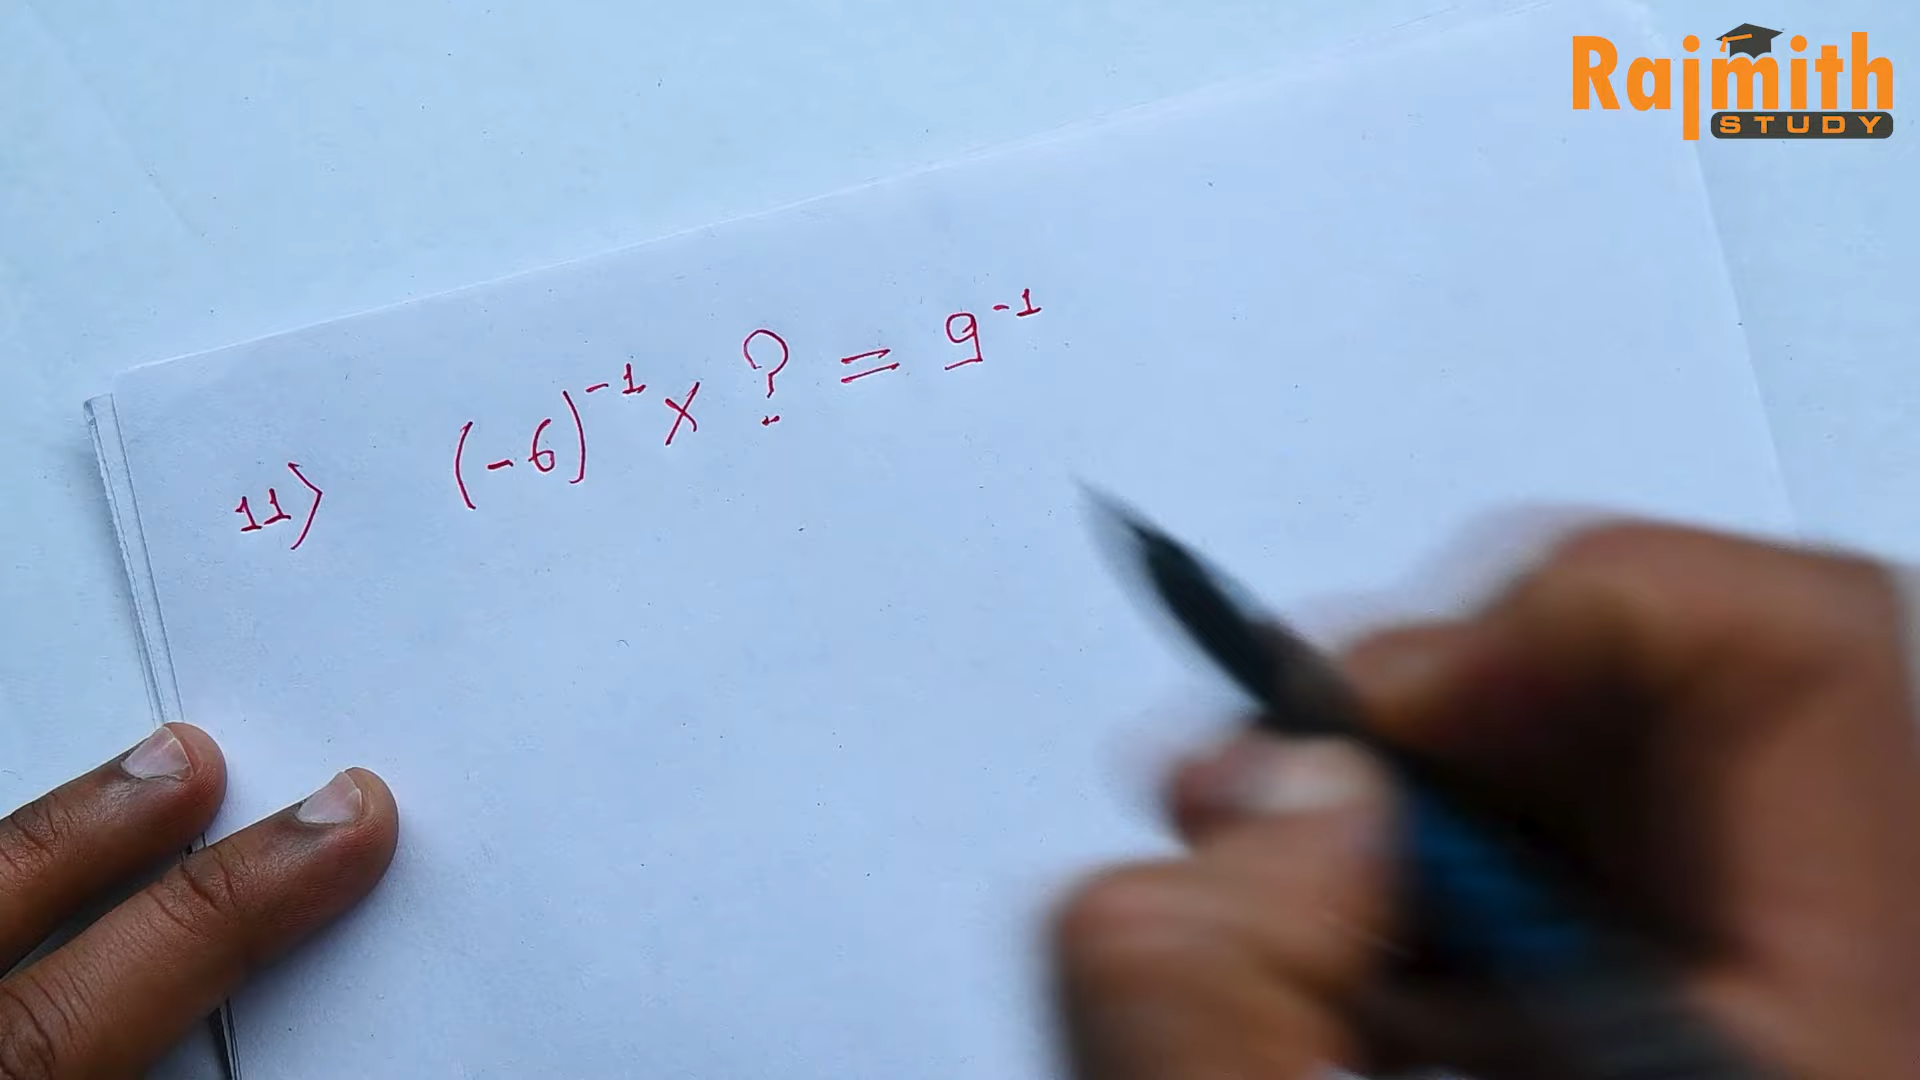 Rajmith
STUDY
11) (-6)⁻¹ × ? = 9⁻¹